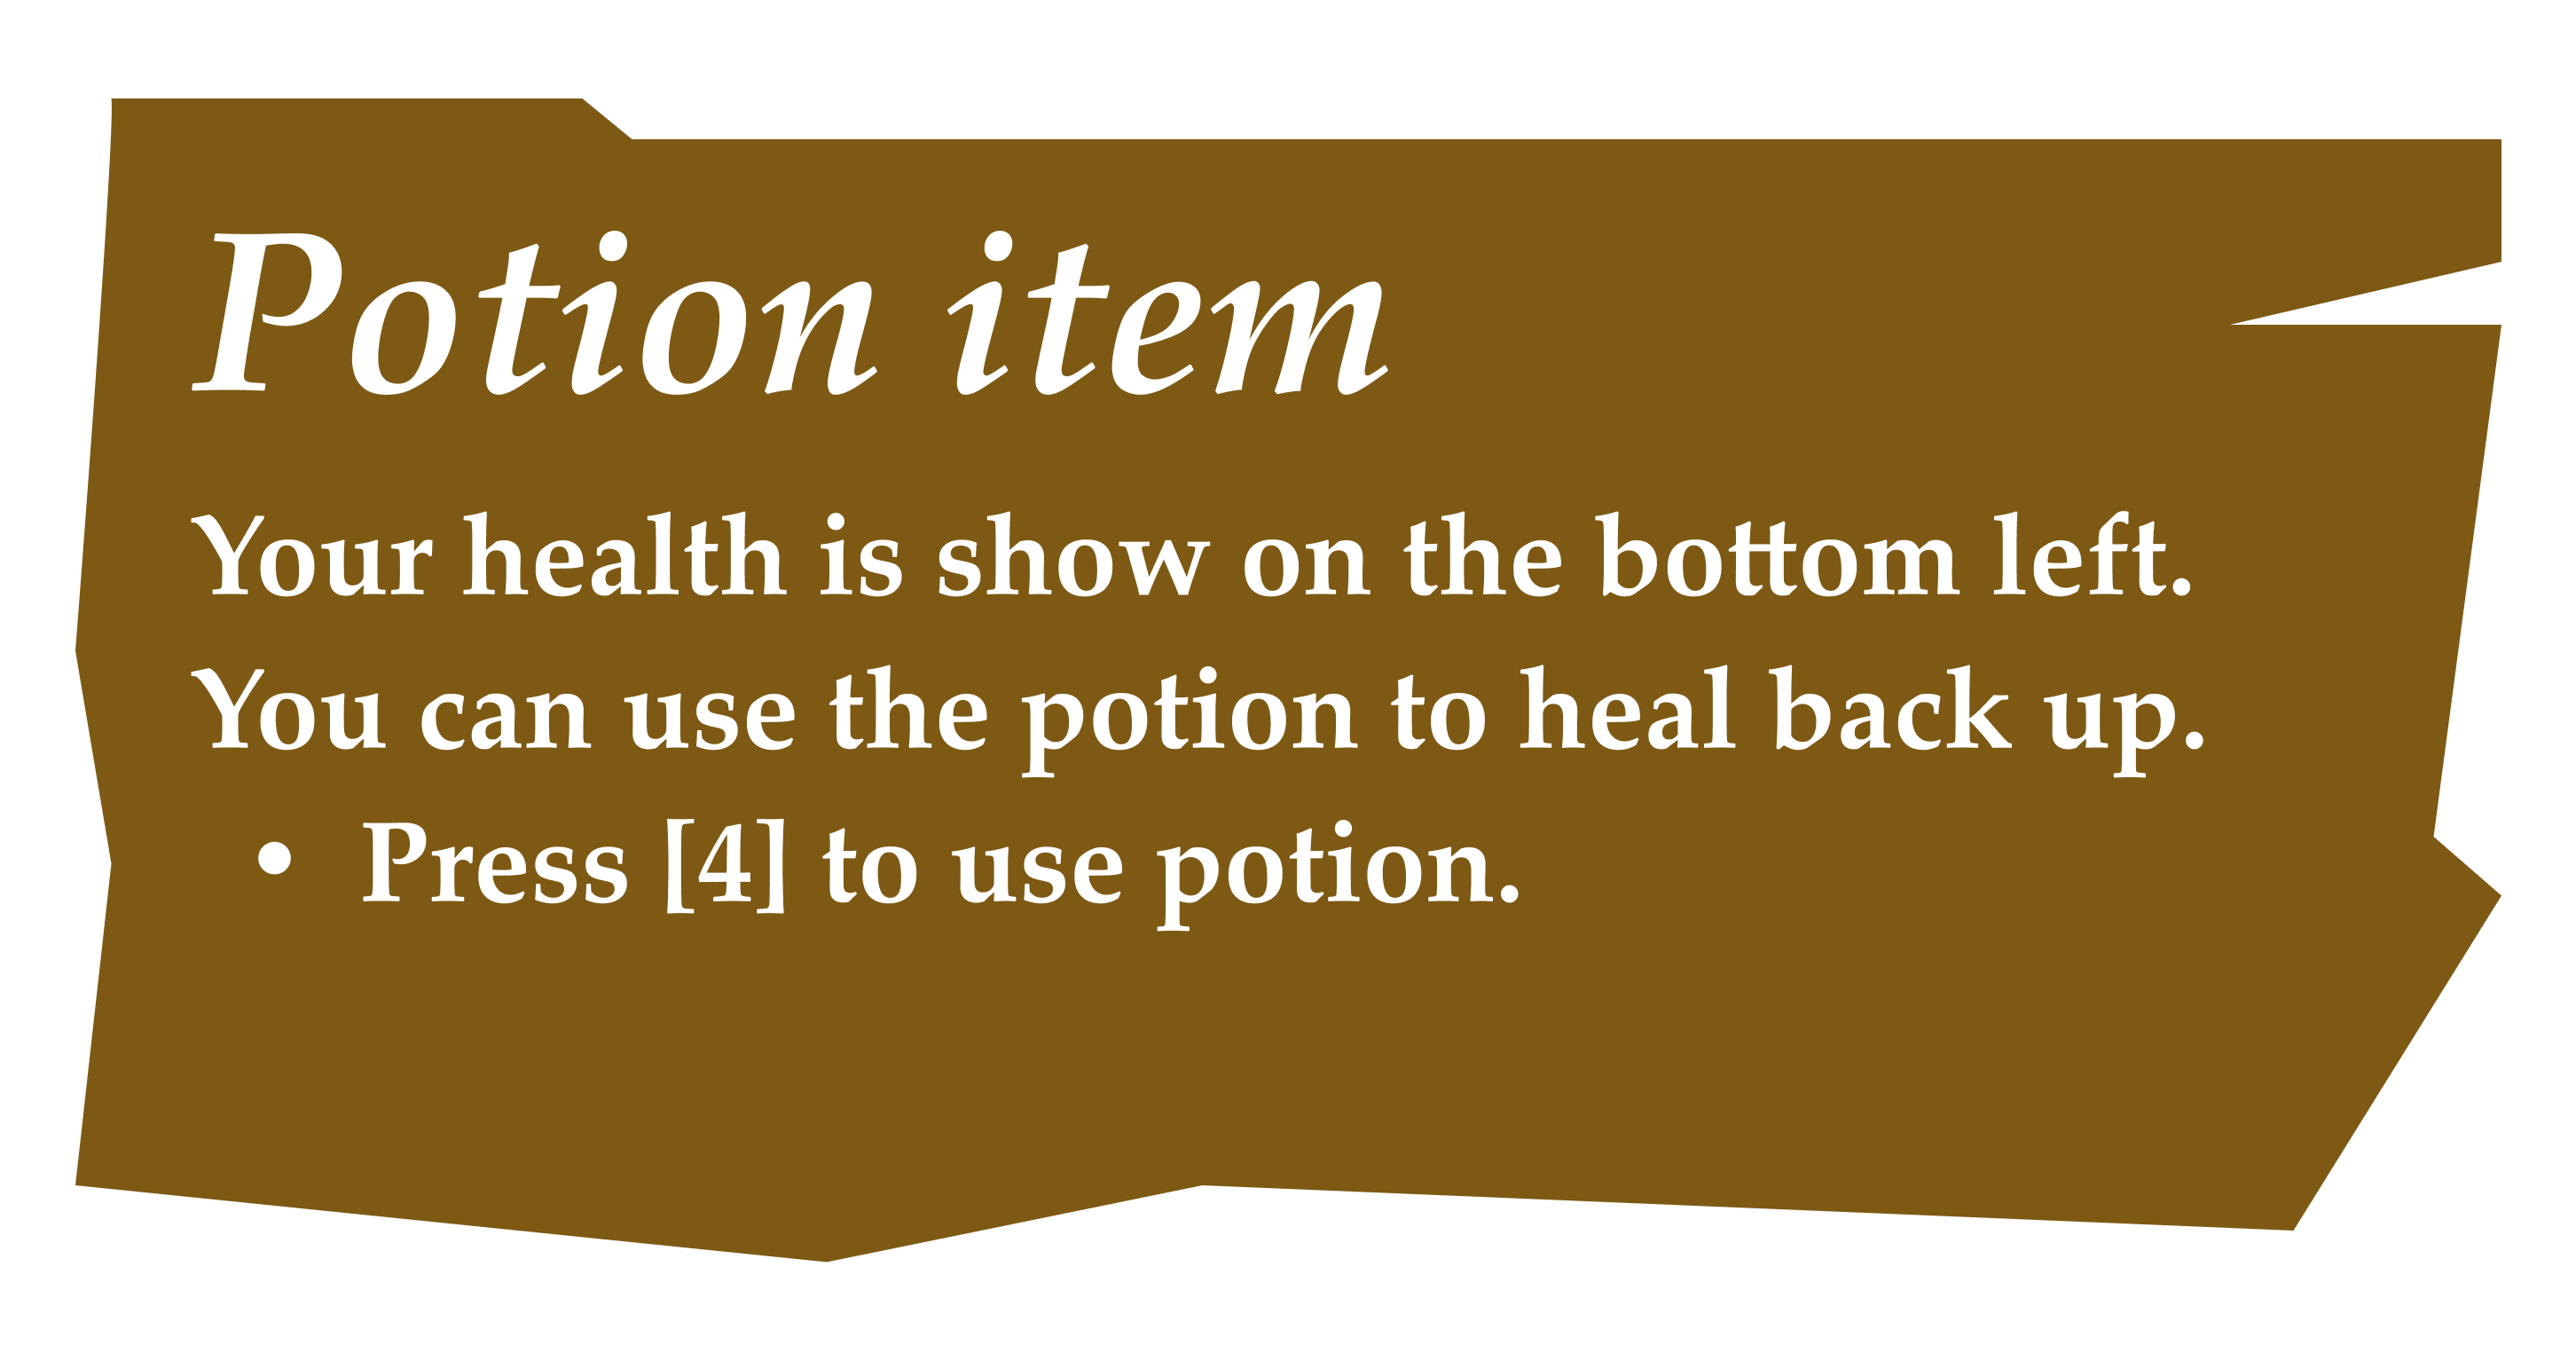 Potion item
Your health is show on the bottom left.
You can use the potion to heal back up.
• Press [4] to use potion.